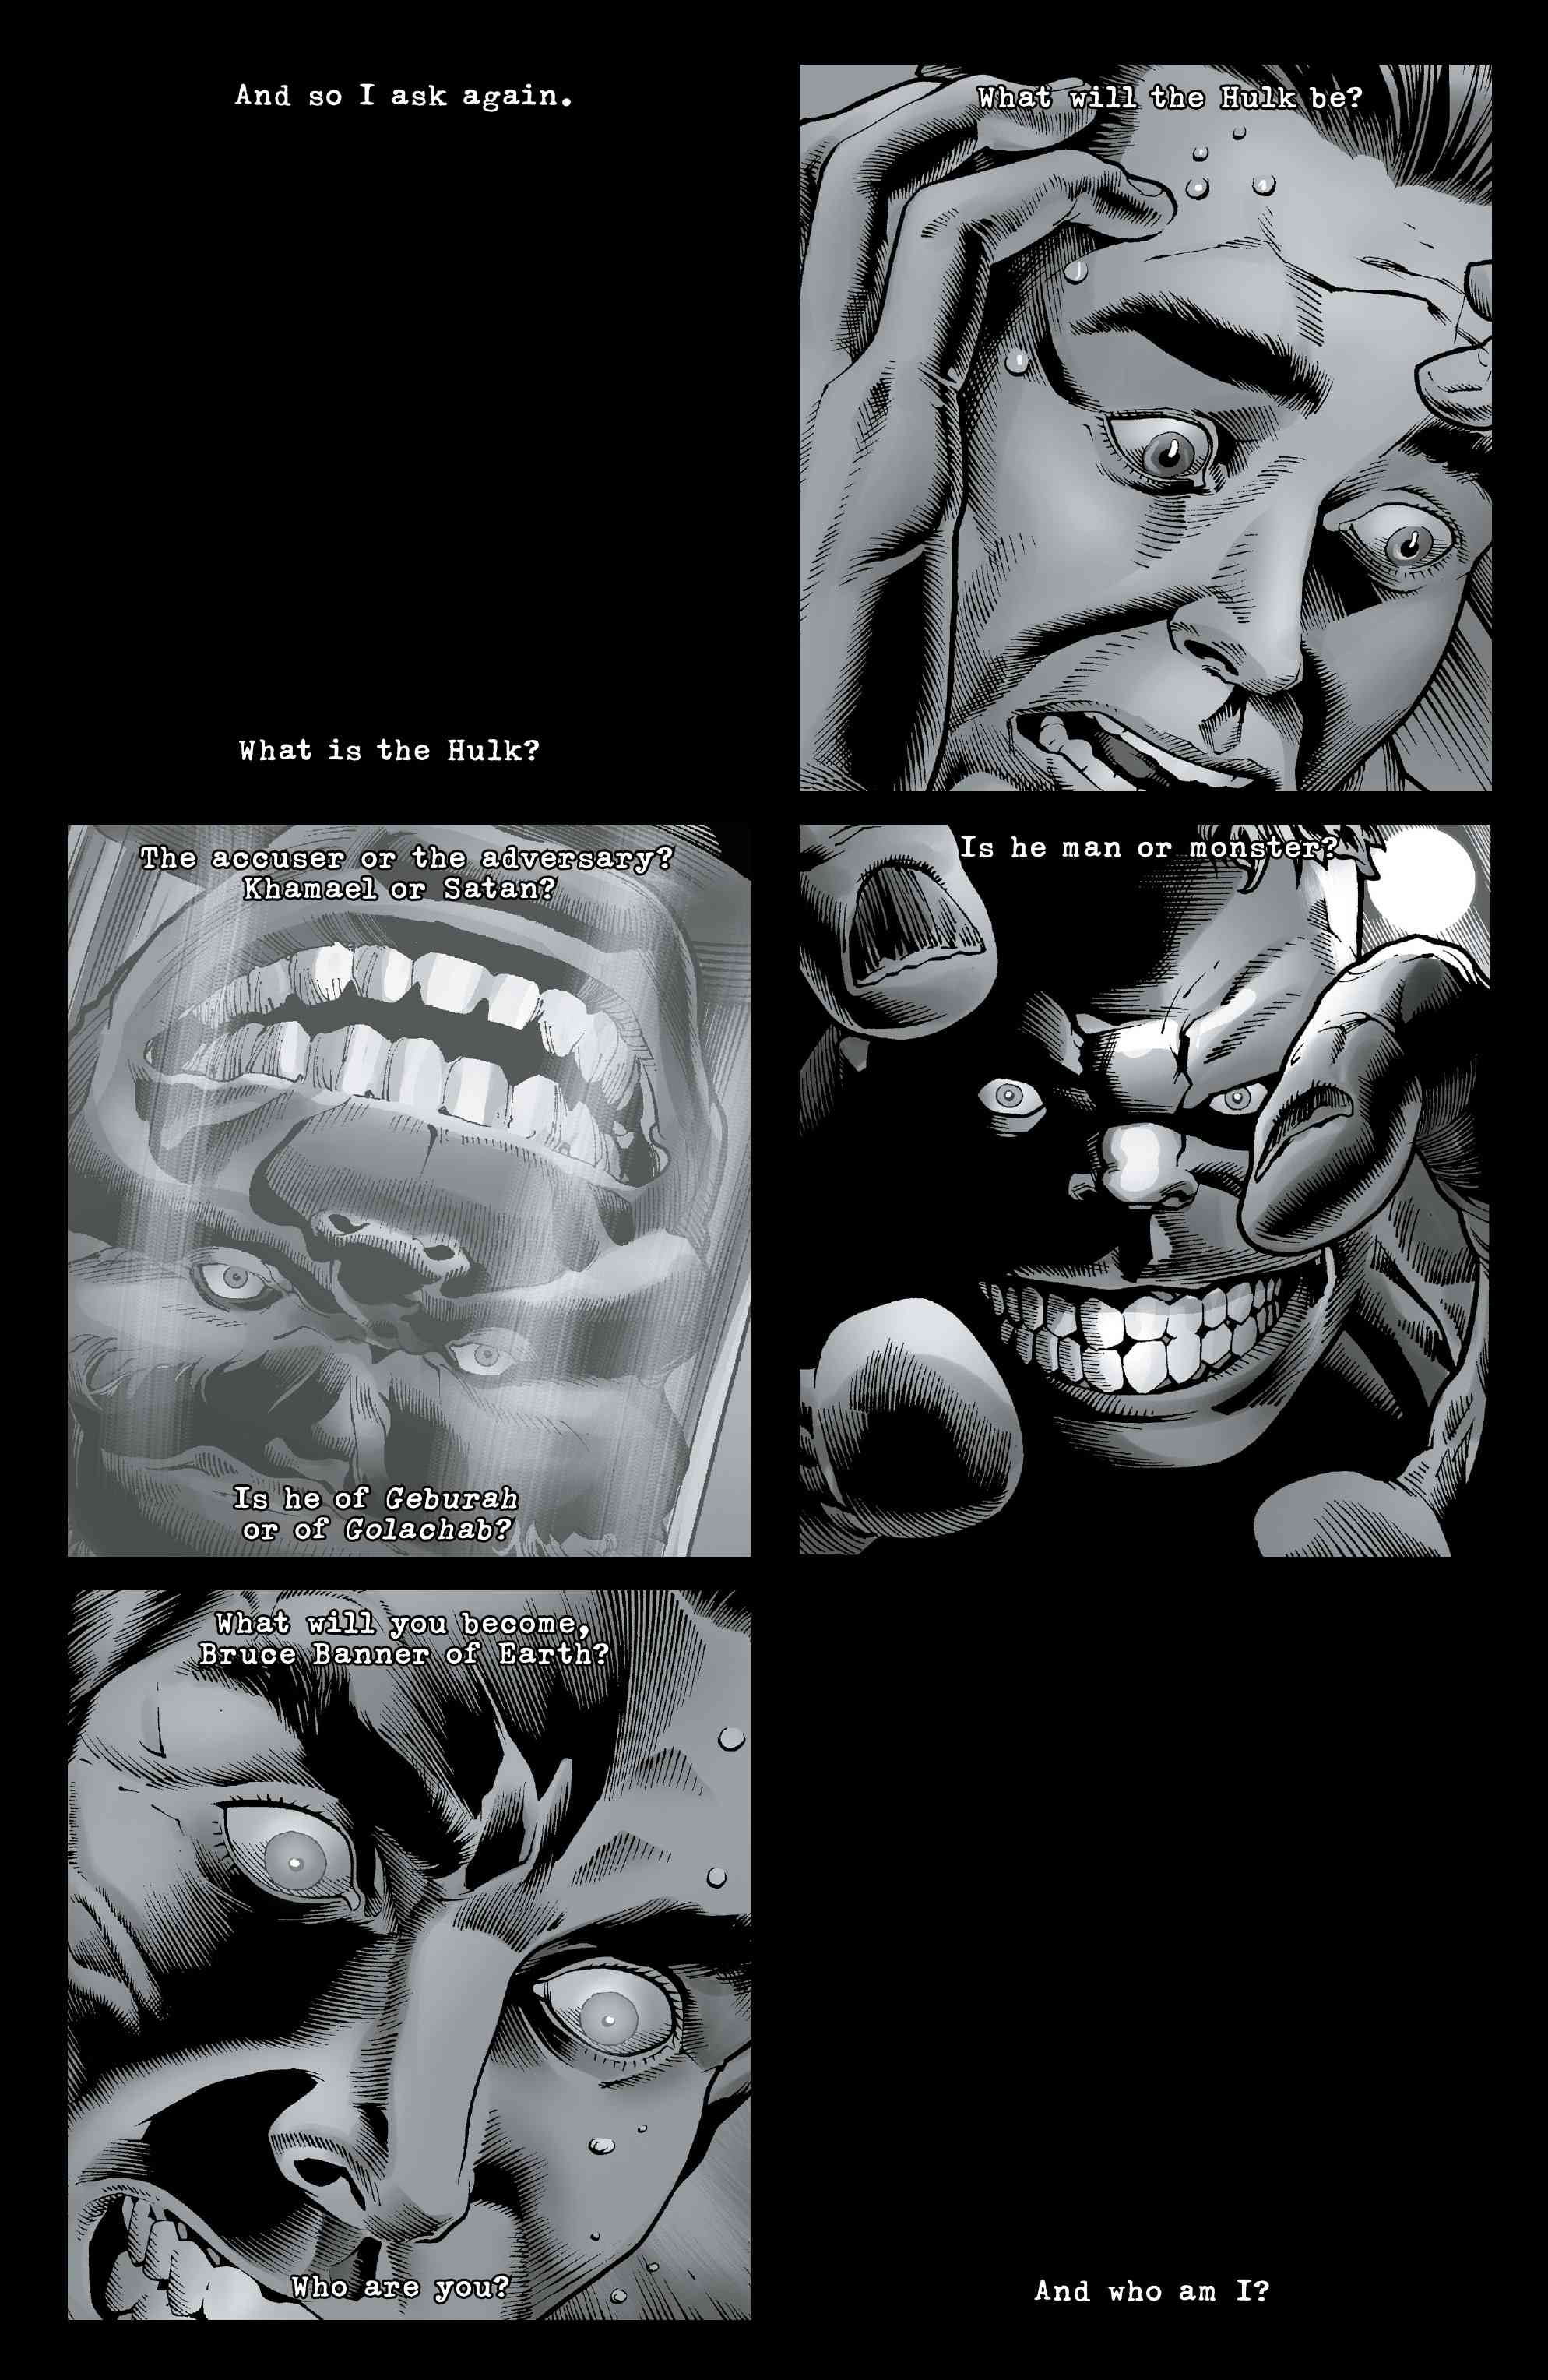 And so I ask again.
What is the Hulk?
What will the Hulk be?
The accuser or the adversary?
Khamael or Satan?
Is he of Geburah
or of Golachab?
Is he man or monster?
What will you become,
Bruce Banner of Earth?
Who are you?
And who am I?